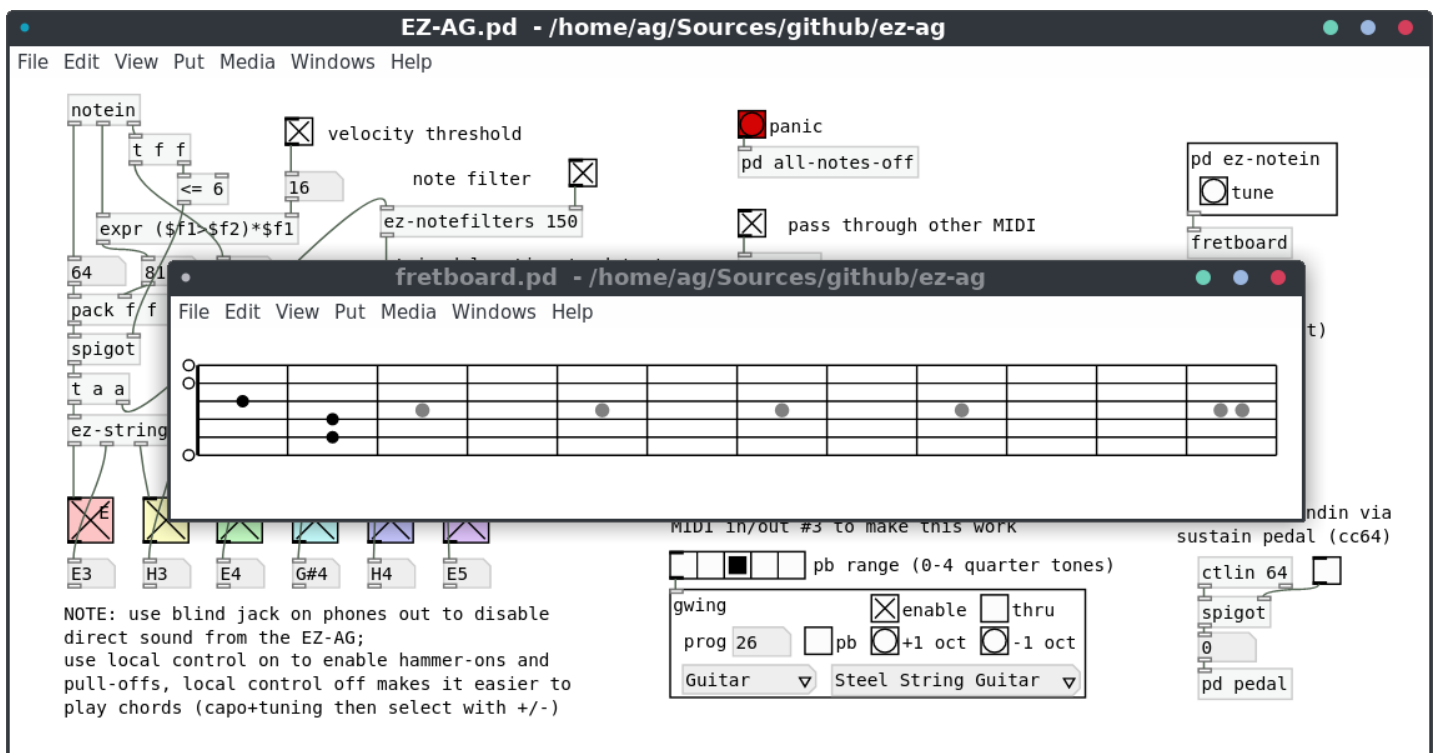 EZ-AG.pd - /home/ag/Sources/github/ez-ag
File Edit View Put Media Windows Help
notein
t f f
<= 6
velocity threshold
16
note filter
expr ($f1>$f2)*$f1
ez-notefilters 150
panic
pd all-notes-off
pass through other MIDI
pd ez-notein
tune
fretboard
64
81
pack f f
spigot
t a a
ez-string
fretboard.pd - /home/ag/Sources/github/ez-ag
File Edit View Put Media Windows Help
t)
E
E3 H3 E4 G#4 H4 E5
NOTE: use blind jack on phones out to disable
direct sound from the EZ-AG;
use local control on to enable hammer-ons and
pull-offs, local control off makes it easier to
play chords (capo+tuning then select with +/-)
MIDI in/out #3 to make this work
pb range (0-4 quarter tones)
gwing
enable thru
prog 26 pb +1 oct -1 oct
Guitar Steel String Guitar
via
sustain pedal (cc64)
ctlin 64
spigot
0
pd pedal